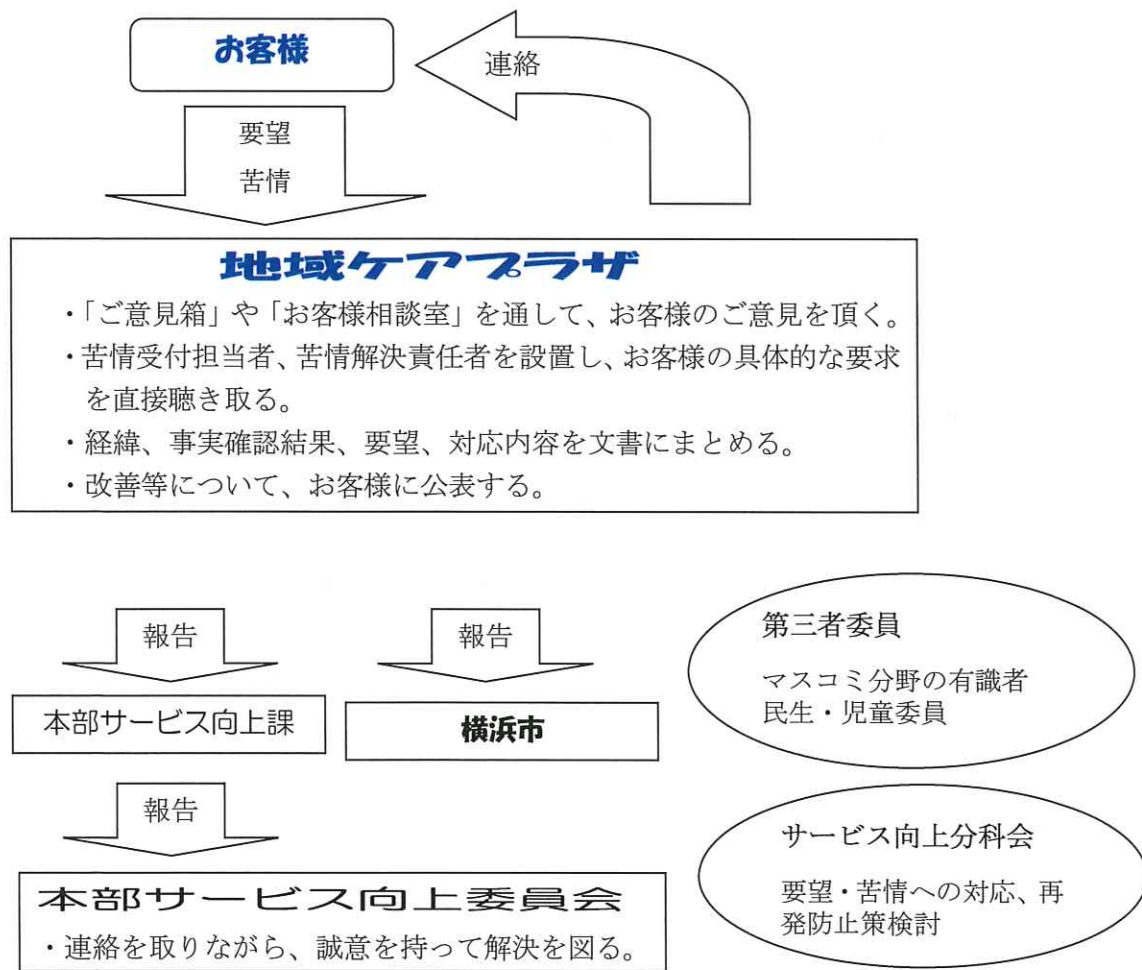 お客様
連絡
要望
苦情
地域ケアプラザ
・「ご意見箱」や「お客様相談室」を通して、お客様のご意見を頂く。
・苦情受付担当者、苦情解決責任者を設置し、お客様の具体的な要求
を直接聴き取る。
・経緯、事実確認結果、要望、対応内容を文書にまとめる。
・改善等について、お客様に公表する。
報告
報告
本部サービス向上課
横浜市
第三者委員
マスコミ分野の有識者
民生・児童委員
報告
本部サービス向上委員会
・連絡を取りながら、誠意を持って解決を図る。
サービス向上分科会
要望・苦情への対応、再
発防止策検討